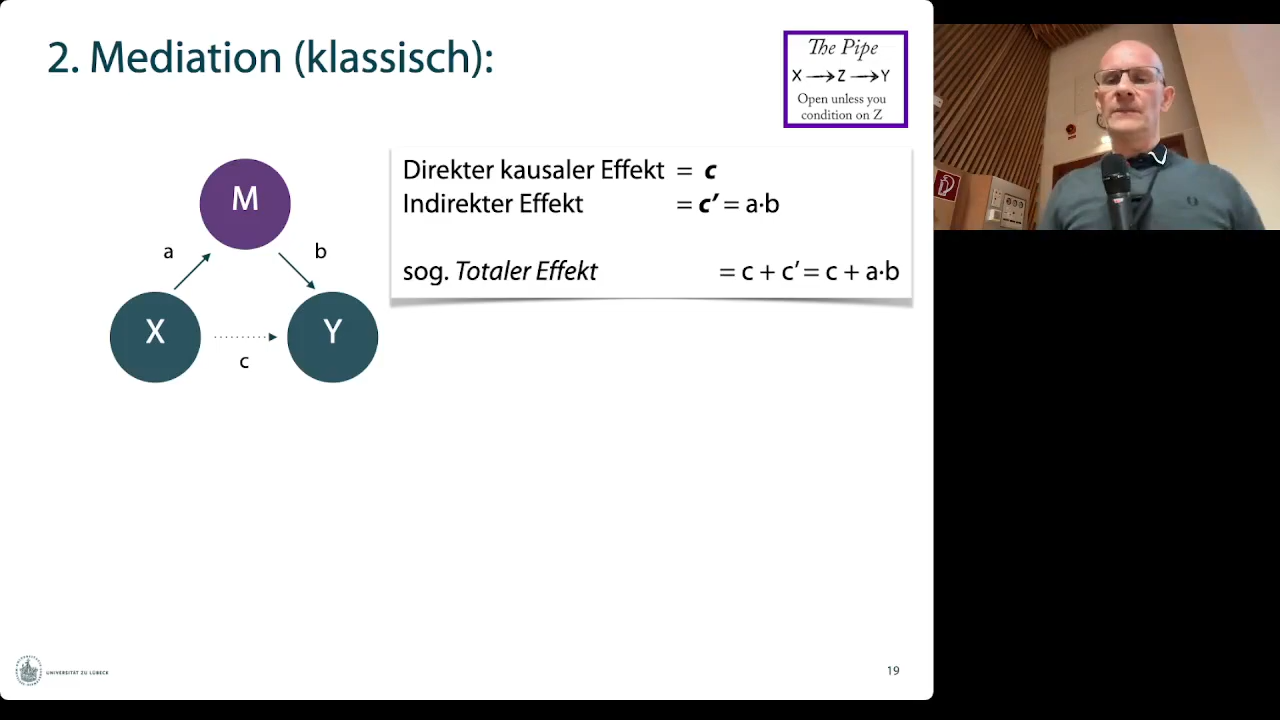 2. Mediation (klassisch):
The Pipe
X → Z → Y
Open unless you
condition on Z
M
a
b
X
Y
c
Direkter kausaler Effekt = c
Indirekter Effekt = c' = a·b
sog. Totaler Effekt = c + c' = c + a·b
UNIVERSITÄT ZU LÜBECK
19